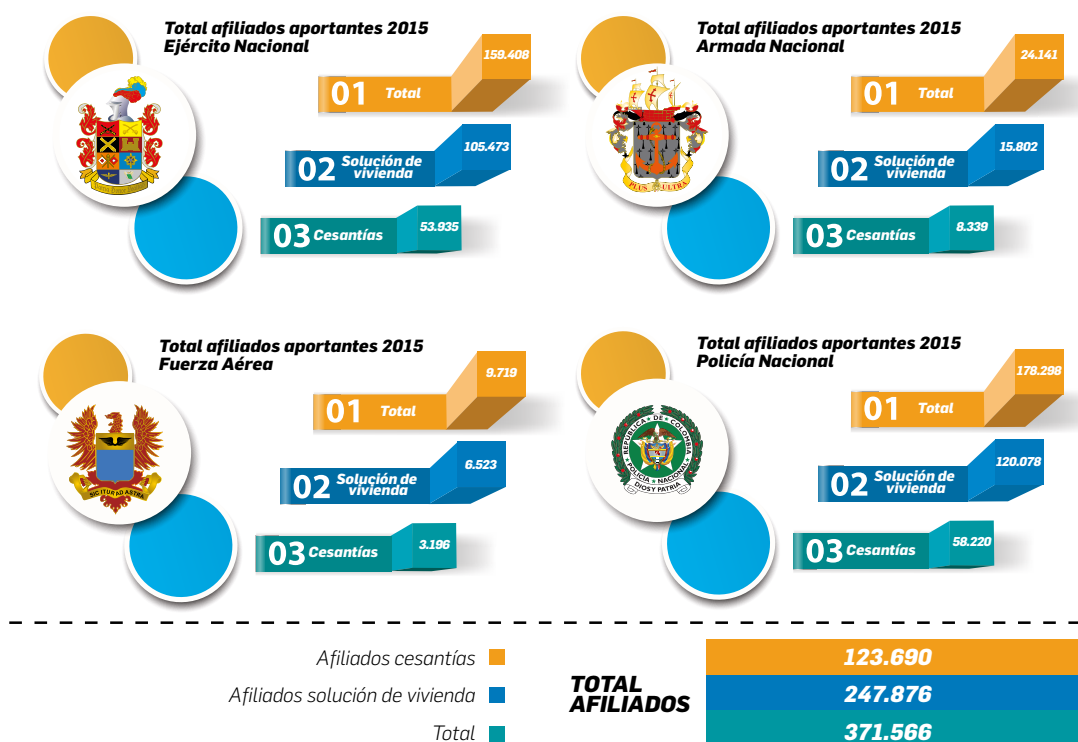 Total afiliados aportantes 2015
Ejército Nacional
159.408
01 Total
105.473
02 Solución de
vivienda
53.935
03 Cesantías
Total afiliados aportantes 2015
Armada Nacional
24.141
01 Total
15.802
02 Solución de
vivienda
8.339
03 Cesantías
PLUS ULTRA
Total afiliados aportantes 2015
Fuerza Aérea
9.719
01 Total
6.523
02 Solución de
vivienda
3.196
03 Cesantías
SIC ITUR AD ASTRA
Total afiliados aportantes 2015
Policía Nacional
178.298
01 Total
120.078
02 Solución de
vivienda
58.220
03 Cesantías
REPUBLICA DE COLOMBIA
POLICIA NACIONAL
DIOS Y PATRIA
Afiliados cesantías
Afiliados solución de vivienda
Total
TOTAL
AFILIADOS
123.690
247.876
371.566